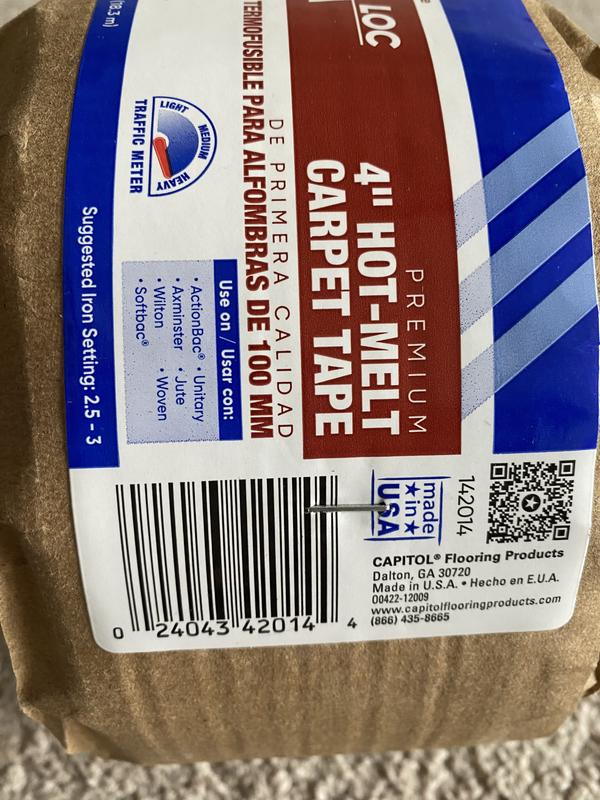 LOC
PREMIUM
4" HOT-MELT
CARPET TAPE
DE PRIMERA CALIDAD
TERMOFUSIBLE PARA ALFOMBRAS DE 100 MM
LIGHT
MEDIUM
HEAVY
TRAFFIC METER
Use on / Usar con:
• ActionBac® • Unitary
• Axminster • Jute
• Wilton • Woven
• Softbac®
(18.3 m)
Suggested Iron Setting: 2.5 – 3
142014
made
in
USA
CAPITOL® Flooring Products
Dalton, GA 30720
Made in U.S.A. • Hecho en E.U.A.
00422-12009
www.capitolflooringproducts.com
(866) 435-8665
0 24043 42014 4